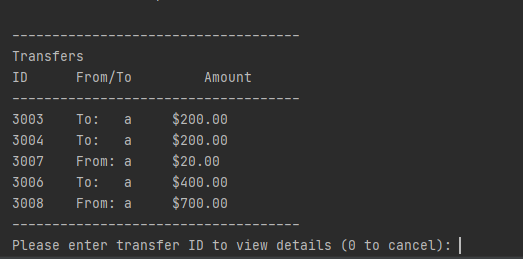 ------------------------------------
Transfers
ID      From/To         Amount
------------------------------------
3003    To:   a     $200.00
3004    To:   a     $200.00
3007    From: a     $20.00
3006    To:   a     $400.00
3008    From: a     $700.00
------------------------------------
Please enter transfer ID to view details (0 to cancel):